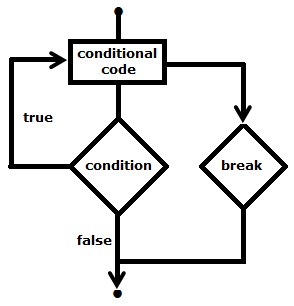 conditional
code
true
condition
break
false